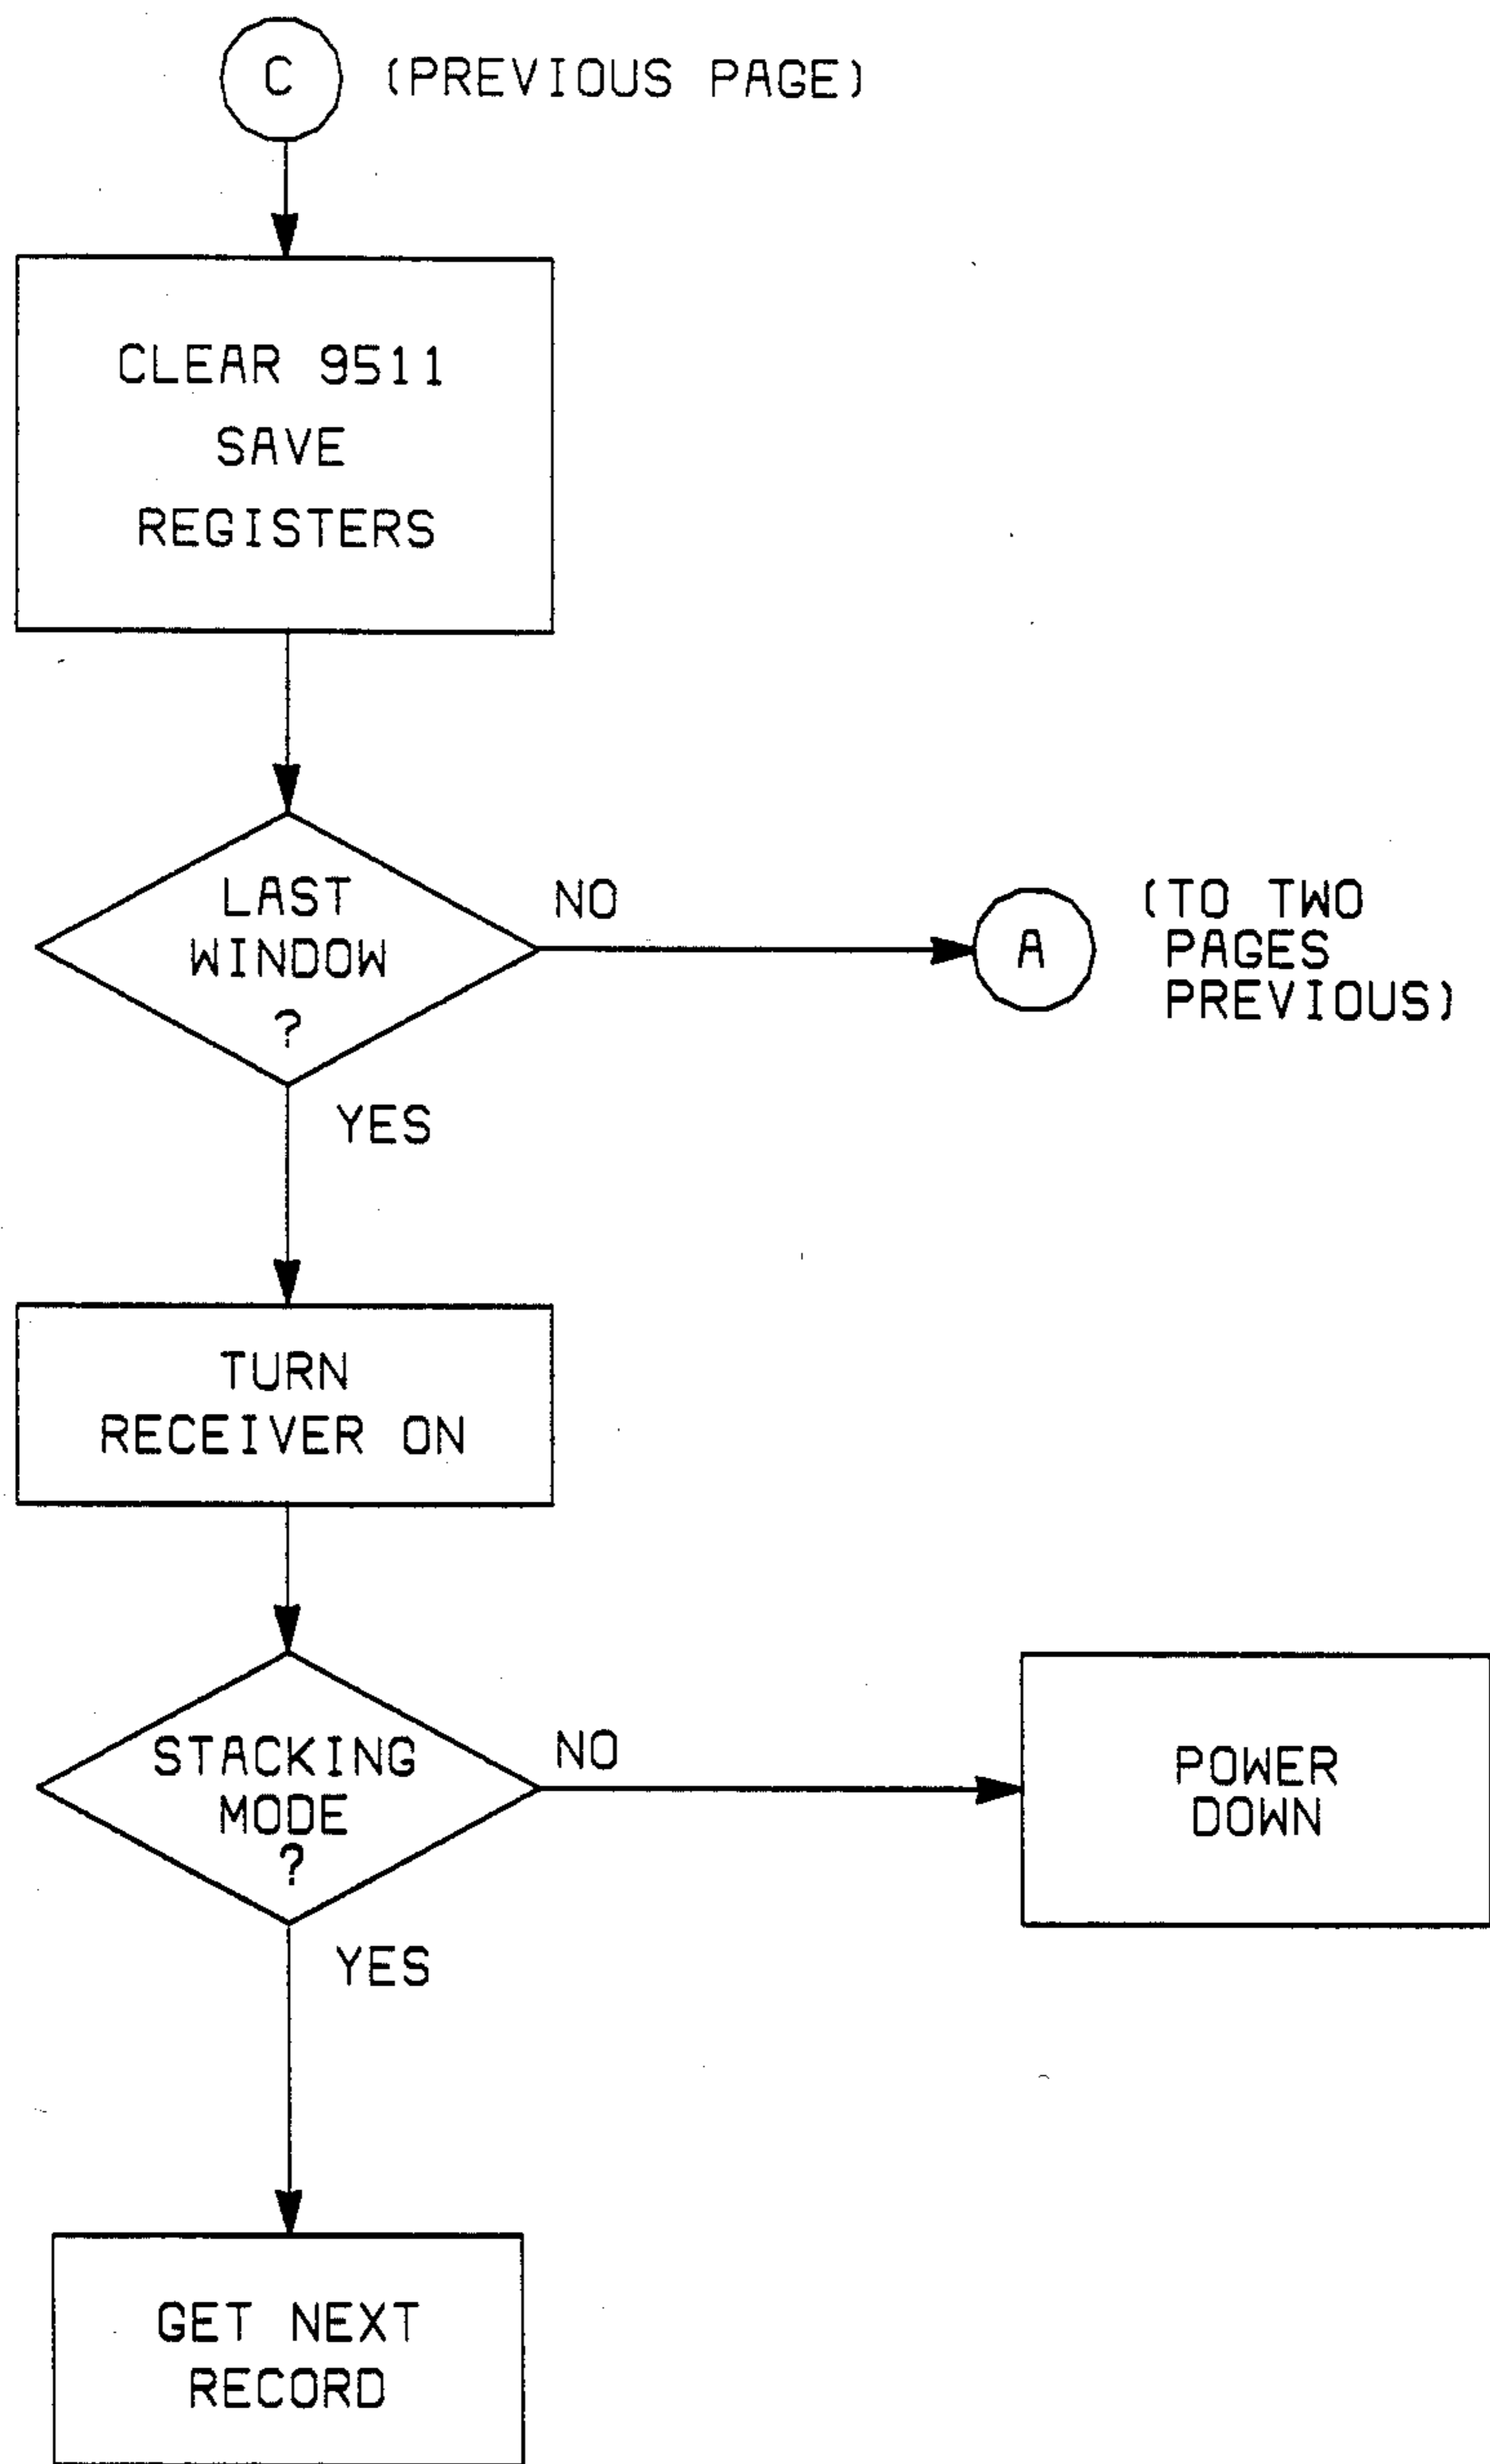 C (PREVIOUS PAGE)
CLEAR 9511
SAVE
REGISTERS
LAST
WINDOW
?
NO
A
(TO TWO
PAGES
PREVIOUS)
YES
TURN
RECEIVER ON
STACKING
MODE
?
NO
POWER
DOWN
YES
GET NEXT
RECORD